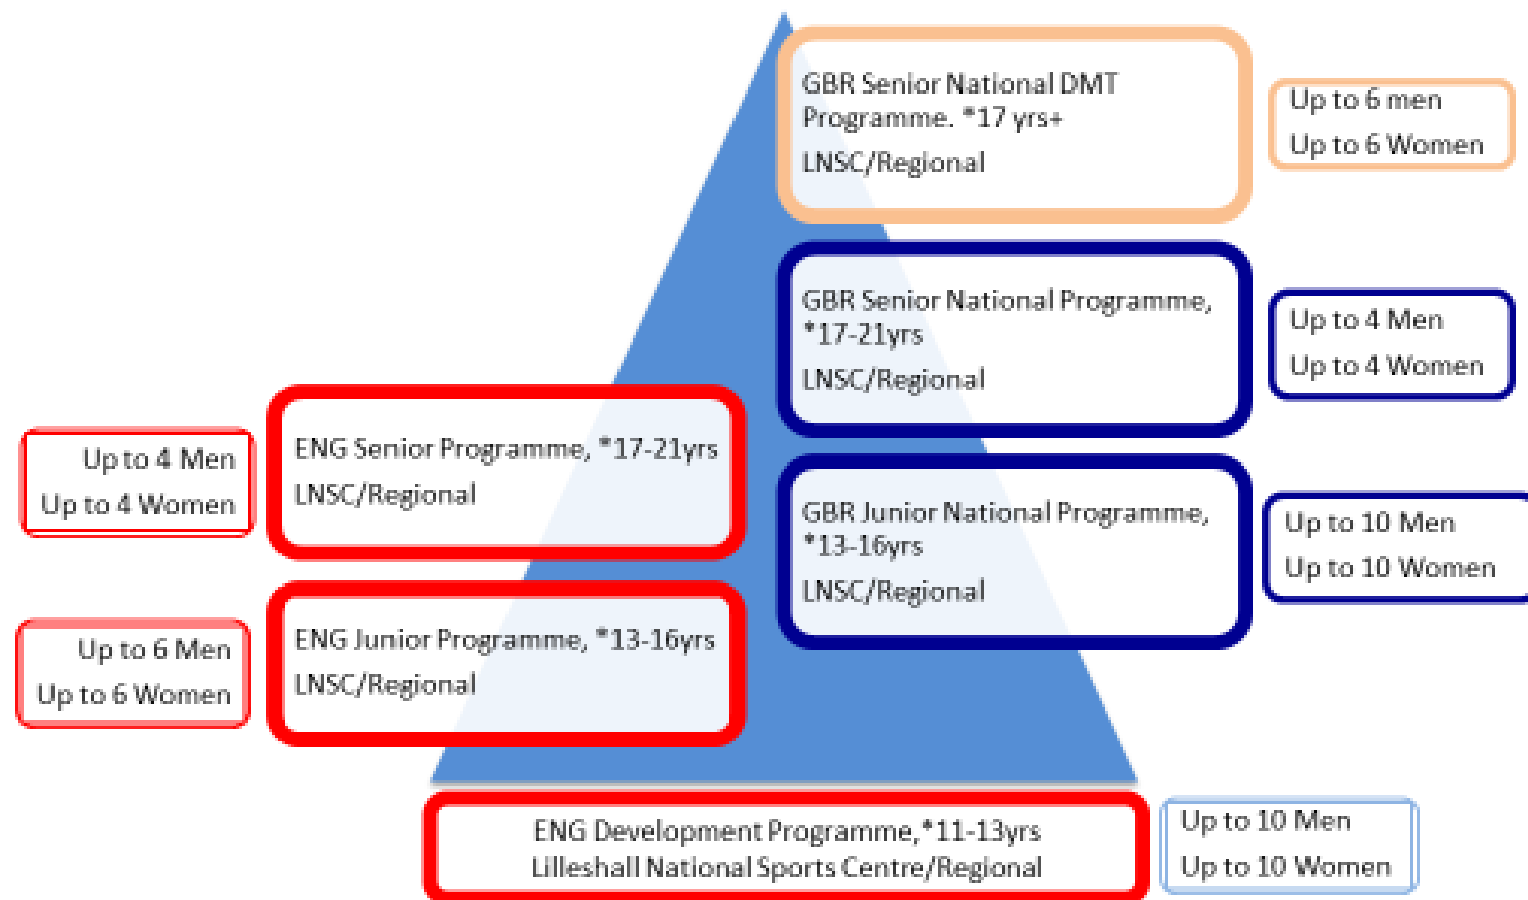 GBR Senior National DMT
Programme. *17 yrs+
LNSC/Regional
Up to 6 men
Up to 6 Women
GBR Senior National Programme,
*17-21yrs
LNSC/Regional
Up to 4 Men
Up to 4 Women
Up to 4 Men
Up to 4 Women
ENG Senior Programme, *17-21yrs
LNSC/Regional
GBR Junior National Programme,
*13-16yrs
LNSC/Regional
Up to 10 Men
Up to 10 Women
Up to 6 Men
Up to 6 Women
ENG Junior Programme, *13-16yrs
LNSC/Regional
ENG Development Programme,*11-13yrs
Lilleshall National Sports Centre/Regional
Up to 10 Men
Up to 10 Women